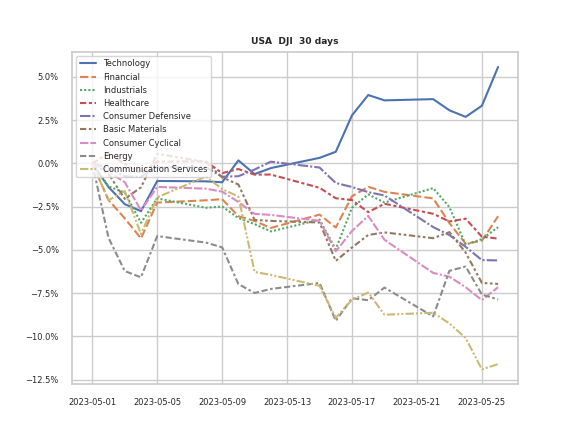 USA DJI 30 days
Technology
Financial
Industrials
Healthcare
Consumer Defensive
Basic Materials
Consumer Cyclical
Energy
Communication Services
5.0%
2.5%
0.0%
−2.5%
−5.0%
−7.5%
−10.0%
−12.5%
2023-05-01 2023-05-05 2023-05-09 2023-05-13 2023-05-17 2023-05-21 2023-05-25